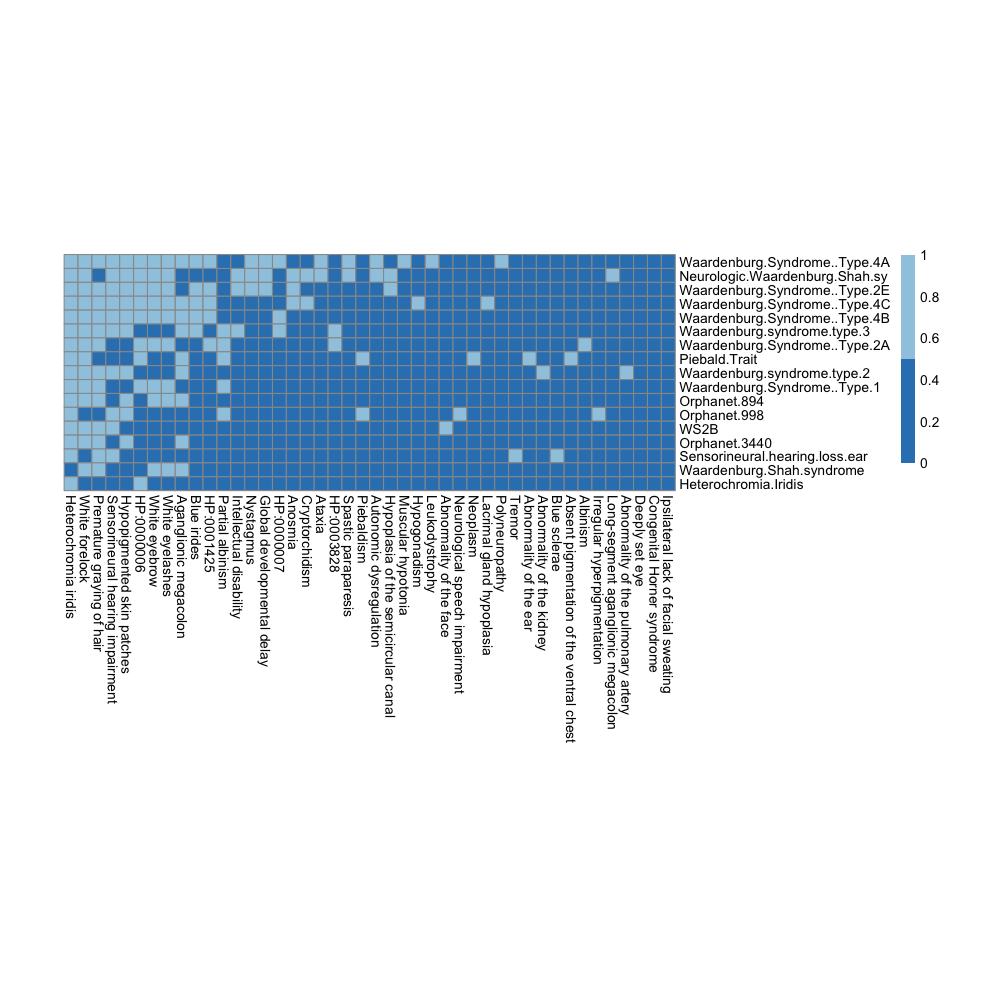 Waardenburg.Syndrome..Type.4A
Neurologic.Waardenburg.Shah.sy
Waardenburg.Syndrome..Type.2E
Waardenburg.Syndrome..Type.4C
Waardenburg.Syndrome..Type.4B
Waardenburg.syndrome.type.3
Waardenburg.Syndrome..Type.2A
Piebald.Trait
Waardenburg.syndrome.type.2
Waardenburg.Syndrome..Type.1
Orphanet.894
Orphanet.998
WS2B
Orphanet.3440
Sensorineural.hearing.loss.ear
Waardenburg.Shah.syndrome
Heterochromia.Iridis
1
0.8
0.6
0.4
0.2
0
Heterochromia iridis
White forelock
Premature graying of hair
Sensorineural hearing impairment
Hypopigmented skin patches
HP:0000006
White eyebrow
White eyelashes
Aganglionic megacolon
Blue irides
HP:0001425
Partial albinism
Intellectual disability
Nystagmus
Global developmental delay
HP:0000007
Anosmia
Cryptorchidism
Ataxia
HP:0003828
Spastic paraparesis
Piebaldism
Autonomic dysregulation
Hypoplasia of the semicircular canal
Muscular hypotonia
Hypogonadism
Leukodystrophy
Abnormality of the face
Neurological speech impairment
Neoplasm
Lacrimal gland hypoplasia
Polyneuropathy
Tremor
Abnormality of the ear
Abnormality of the kidney
Blue sclerae
Absent pigmentation of the ventral chest
Albinism
Irregular hyperpigmentation
Long-segment aganglionic megacolon
Abnormality of the pulmonary artery
Deeply set eye
Congenital Horner syndrome
Ipsilateral lack of facial sweating